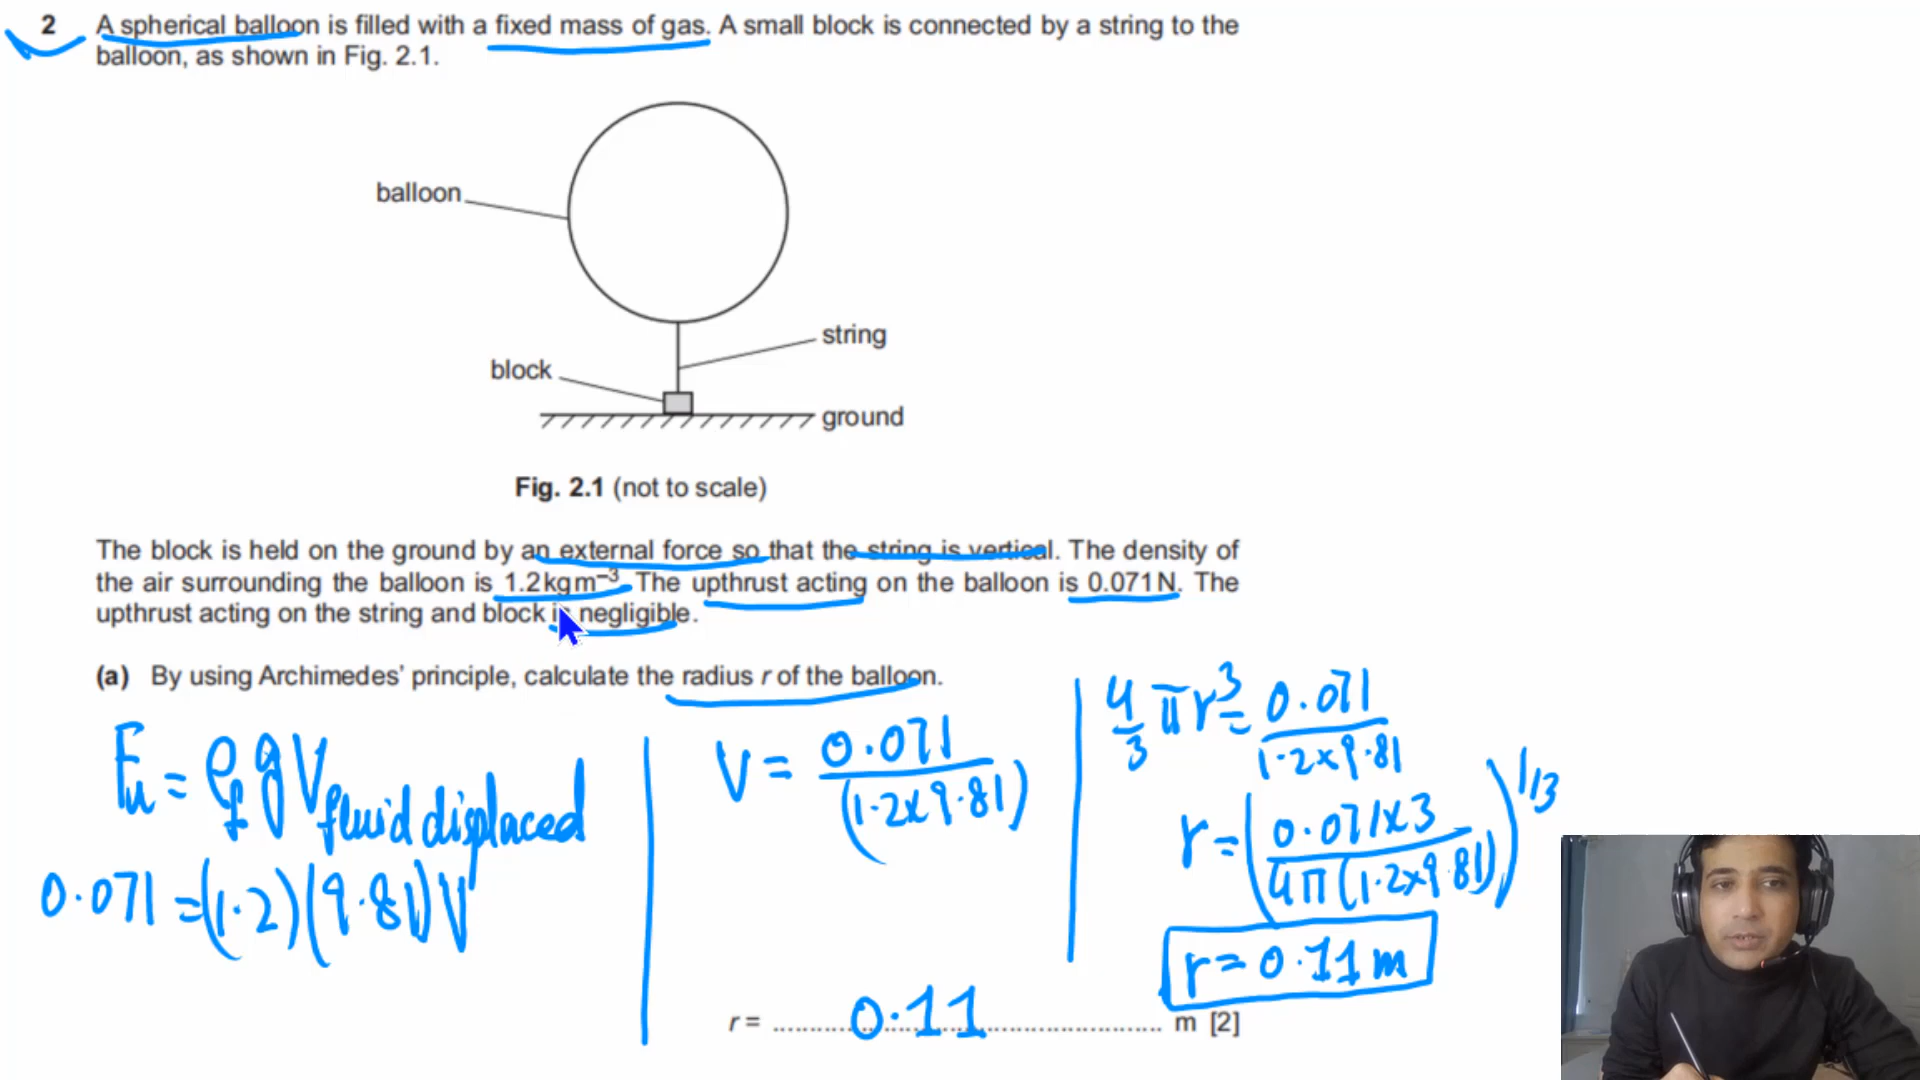 2 A spherical balloon is filled with a fixed mass of gas. A small block is connected by a string to the
balloon, as shown in Fig. 2.1.
balloon
string
block
ground
Fig. 2.1 (not to scale)
The block is held on the ground by an external force so that the string is vertical. The density of
the air surrounding the balloon is 1.2 kg m⁻³. The upthrust acting on the balloon is 0.071 N. The
upthrust acting on the string and block is negligible.
(a) By using Archimedes' principle, calculate the radius r of the balloon.
Fu = ρf g V fluid displaced
0.071 = (1.2)(9.81)V
V = 0.071 / (1.2×9.81)
4/3 πr³ = 0.071 / 1.2×9.81
r = (0.071×3 / 4π(1.2×9.81))^1/3
r = 0.11 m
r = 0.11 m [2]